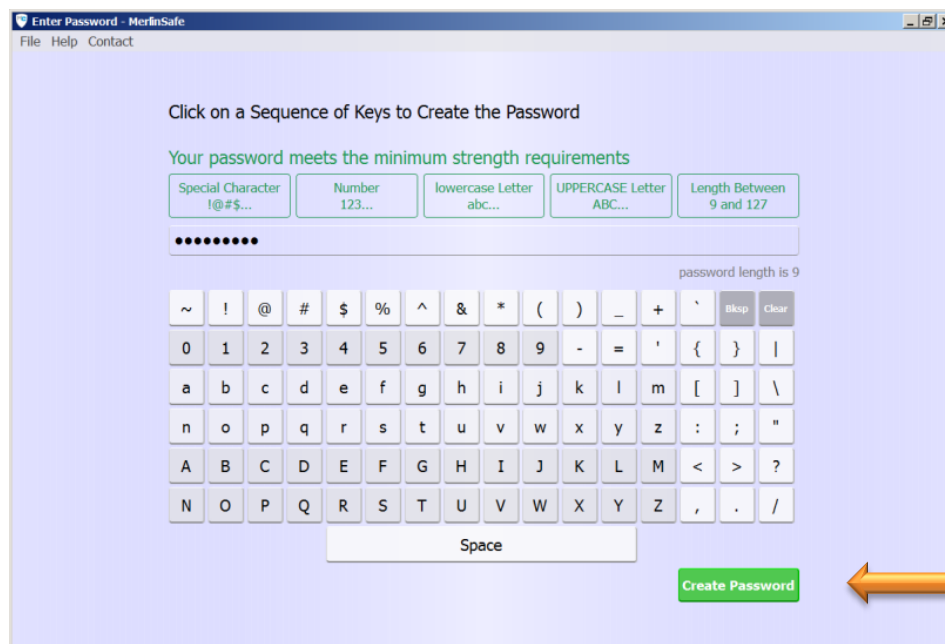 Enter Password - MerlinSafe
File Help Contact
Click on a Sequence of Keys to Create the Password
Your password meets the minimum strength requirements
Special Character Number lowercase Letter UPPERCASE Letter Length Between
!@#$... 123... abc... ABC... 9 and 127
●●●●●●●●●
password length is 9
~ ! @ # $ % ^ & * ( ) _ + ` Bksp Clear
0 1 2 3 4 5 6 7 8 9 - = ' { } |
a b c d e f g h i j k l m [ ] \
n o p q r s t u v w x y z : ; "
A B C D E F G H I J K L M < > ?
N O P Q R S T U V W X Y Z , . /
Space
Create Password